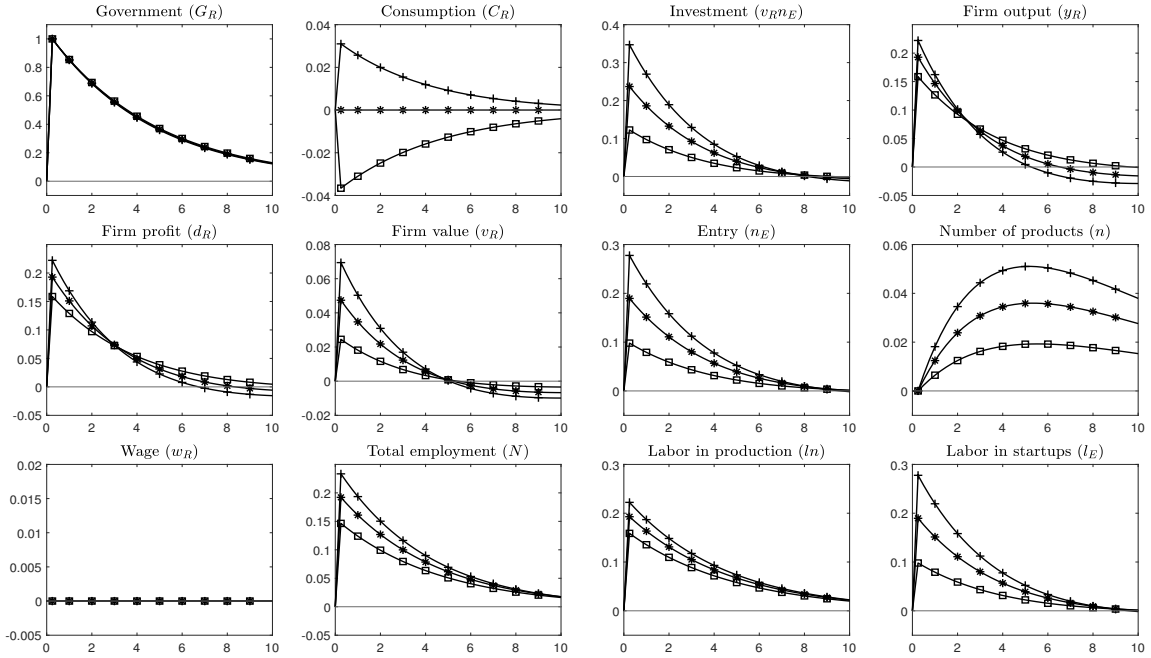 Government (G_R) Consumption (C_R) Investment (v_R n_E) Firm output (y_R)
1 0.04 0.4 0.2
0.8 0.02 0.3 0.15
0.6 0 0.2 0.1
0.4 -0.02 0.1 0.05
0.2 -0.04 0 0
0 -0.05
0 2 4 6 8 10 0 2 4 6 8 10 0 2 4 6 8 10 0 2 4 6 8 10
Firm profit (d_R) Firm value (v_R) Entry (n_E) Number of products (n)
0.2 0.08 0.3 0.06
0.15 0.06 0.2 0.04
0.1 0.04 0.1 0.02
0.05 0.02 0 0
0 0
-0.05 -0.02
0 2 4 6 8 10 0 2 4 6 8 10 0 2 4 6 8 10 0 2 4 6 8 10
Wage (w_R) Total employment (N) Labor in production (ln) Labor in startups (l_E)
0.02 0.2 0.3 0.3
0.015 0.15 0.2 0.2
0.01 0.1 0.1 0.1
0.005 0.05 0 0
0 0
-0.005 -0.05
0 2 4 6 8 10 0 2 4 6 8 10 0 2 4 6 8 10 0 2 4 6 8 10